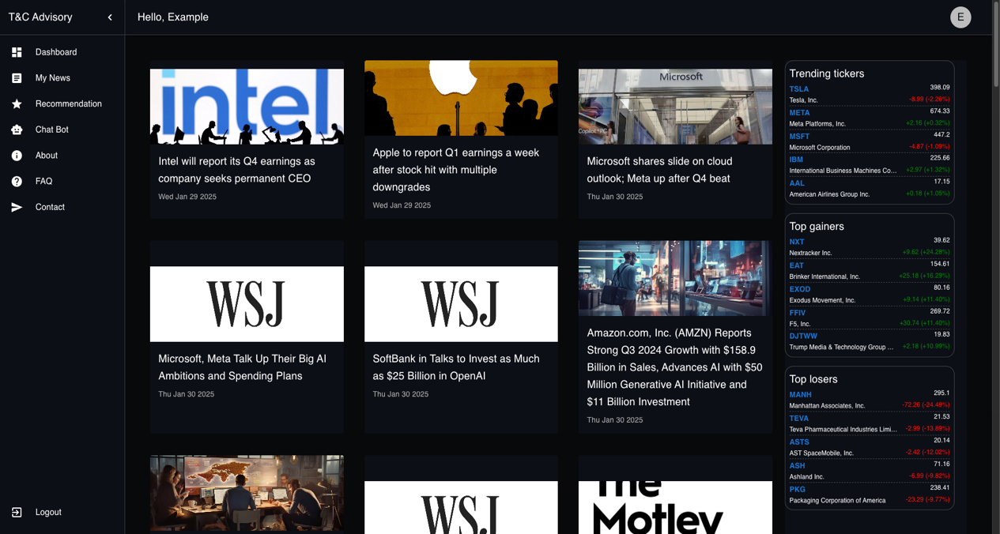 T&C Advisory
Hello, Example
E
Dashboard
My News
Recommendation
Chat Bot
About
FAQ
Contact
Logout
intel
Intel will report its Q4 earnings as
company seeks permanent CEO
Wed Jan 29 2025
Apple to report Q1 earnings a week
after stock hit with multiple
downgrades
Wed Jan 29 2025
Microsoft
Copilot+PC
Microsoft shares slide on cloud
outlook; Meta up after Q4 beat
Thu Jan 30 2025
WSJ
Microsoft, Meta Talk Up Their Big AI
Ambitions and Spending Plans
Thu Jan 30 2025
WSJ
SoftBank in Talks to Invest as Much
as $25 Billion in OpenAI
Thu Jan 30 2025
Amazon.com, Inc. (AMZN) Reports
Strong Q3 2024 Growth with $158.9
Billion in Sales, Advances AI with $50
Million Generative AI Initiative and
$11 Billion Investment
Thu Jan 30 2025
WSJ
The
Motley
Trending tickers
TSLA 398.09
Tesla, Inc. -8.99 (-2.26%)
META 674.33
Meta Platforms, Inc. +2.16 (+0.32%)
MSFT 447.2
Microsoft Corporation -4.87 (-1.09%)
IBM 225.66
International Business Machines Co... +2.97 (+1.32%)
AAL 17.15
American Airlines Group Inc. +0.18 (+1.05%)
Top gainers
NXT 39.62
Nextracker Inc. +9.62 (+24.28%)
EAT 154.61
Brinker International, Inc. +25.18 (+16.29%)
EXOD 80.16
Exodus Movement, Inc. +9.14 (+11.40%)
FFIV 269.72
F5, Inc. +30.74 (+11.40%)
DJTWW 19.83
Trump Media & Technology Group ... +2.18 (+10.99%)
Top losers
MANH 295.1
Manhattan Associates, Inc. -72.26 (-24.49%)
TEVA 21.53
Teva Pharmaceutical Industries Limi... -2.99 (-13.89%)
ASTS 20.14
AST SpaceMobile, Inc. -2.42 (-12.02%)
ASH 71.16
Ashland Inc. -6.99 (-9.82%)
PKG 238.41
Packaging Corporation of America -23.29 (-9.77%)